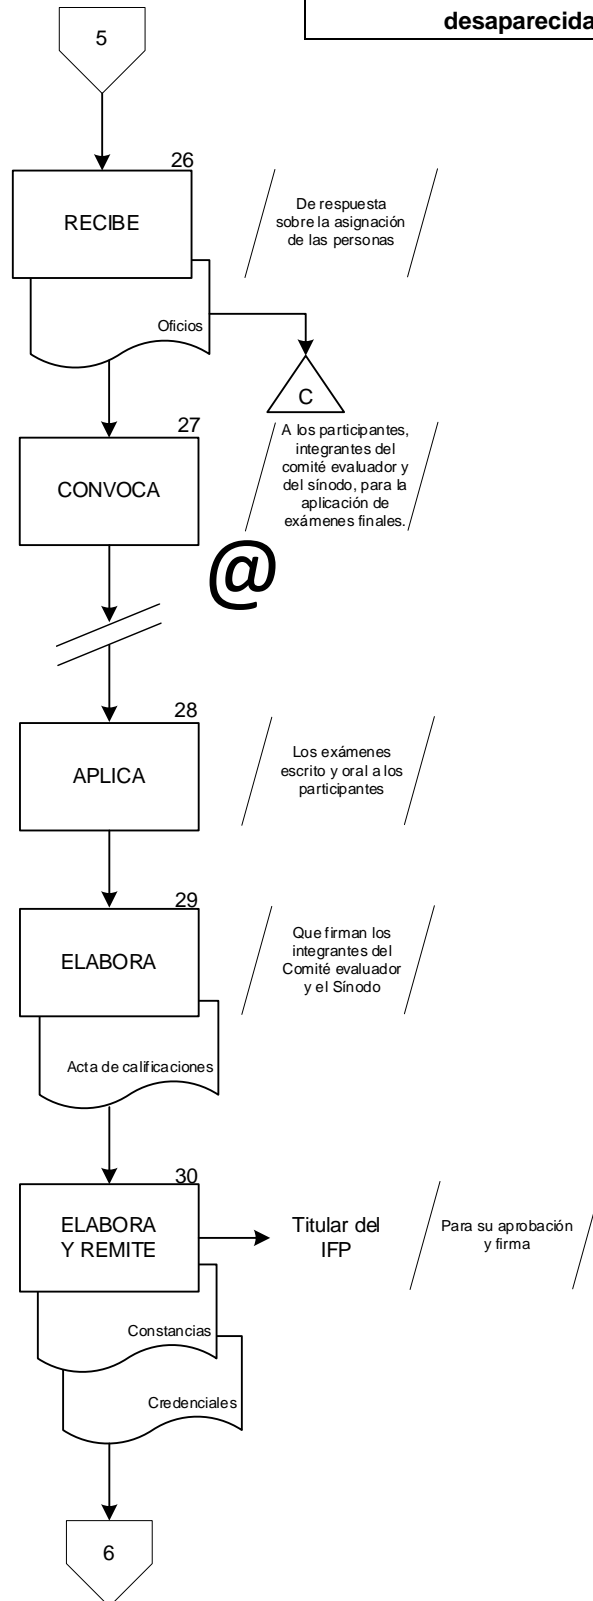 desaparecida
5
26
RECIBE
De respuesta
sobre la asignación
de las personas
Oficios
C
27
CONVOCA
A los participantes,
integrantes del
comité evaluador y
del sínodo, para la
aplicación de
exámenes finales.
@
28
APLICA
Los exámenes
escrito y oral a los
participantes
29
ELABORA
Que firman los
integrantes del
Comité evaluador
y el Sínodo
Acta de calificaciones
30
ELABORA
Y REMITE
Titular del
IFP
Para su aprobación
y firma
Constancias
Credenciales
6